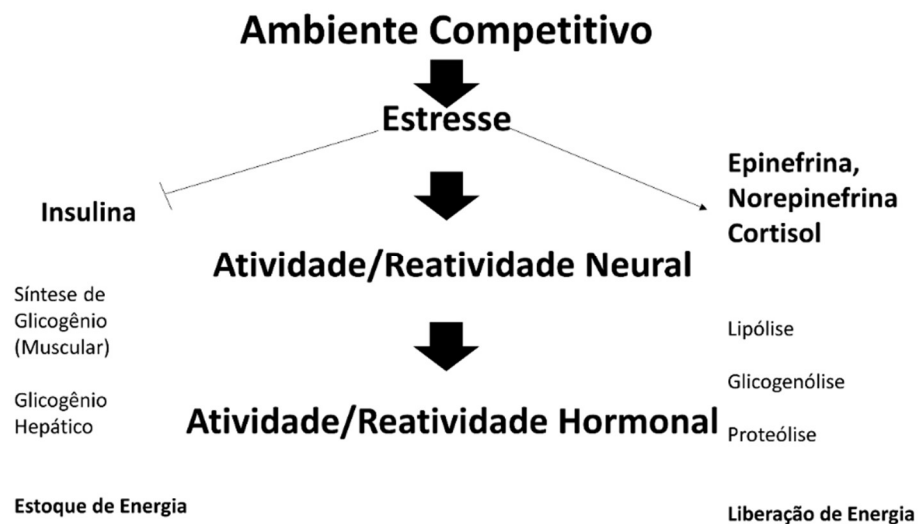 Ambiente Competitivo
Estresse
Insulina
Epinefrina,
Norepinefrina
Cortisol
Atividade/Reatividade Neural
Síntese de
Glicogênio
(Muscular)
Glicogênio
Hepático
Lipólise
Glicogenólise
Proteólise
Atividade/Reatividade Hormonal
Estoque de Energia
Liberação de Energia